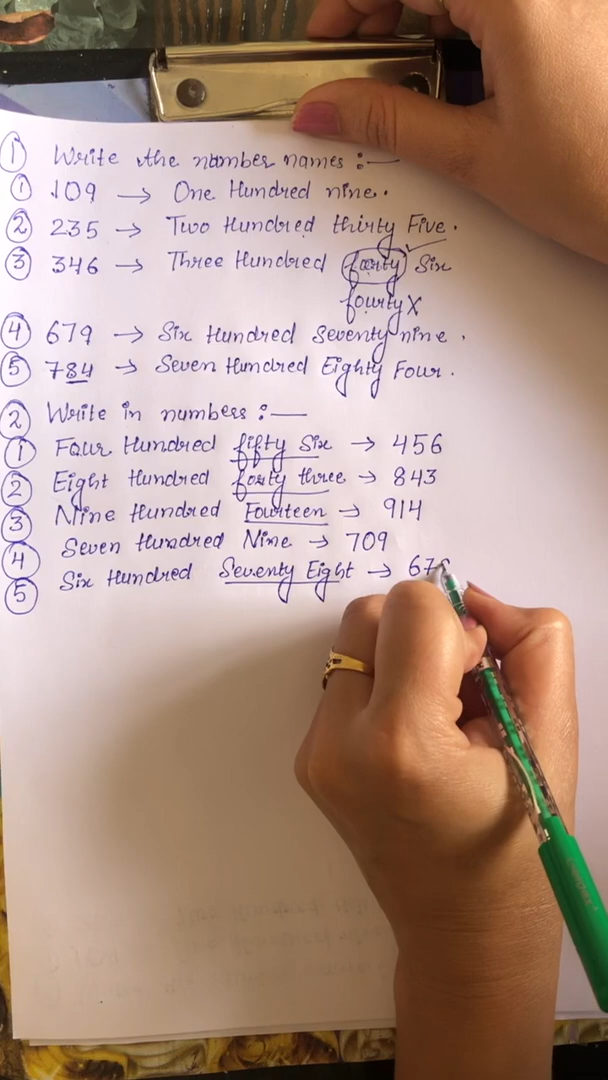 ① Write the number names :—
① 109 → One Hundred nine.
② 235 → Two Hundred thirty Five.
③ 346 → Three Hundred forty Six
fourty X
④ 679 → Six Hundred Seventy nine.
⑤ 784 → Seven Hundred Eighty Four.
② Write in numbers :—
① Four Hundred fifty Six → 456
② Eight Hundred forty three → 843
③ Nine Hundred Fourteen → 914
④ Seven Hundred Nine → 709
⑤ Six Hundred Seventy Eight → 67